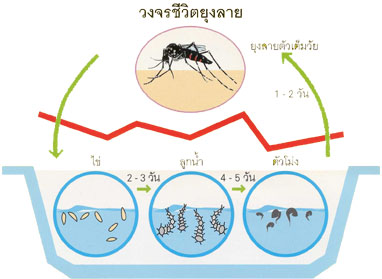 วงจรชีวิตยุงลาย
ยุงลายตัวเต็มวัย
1 - 2 วัน
ไข่
2 - 3 วัน
ลูกน้ำ
4 - 5 วัน
ตัวโม่ง